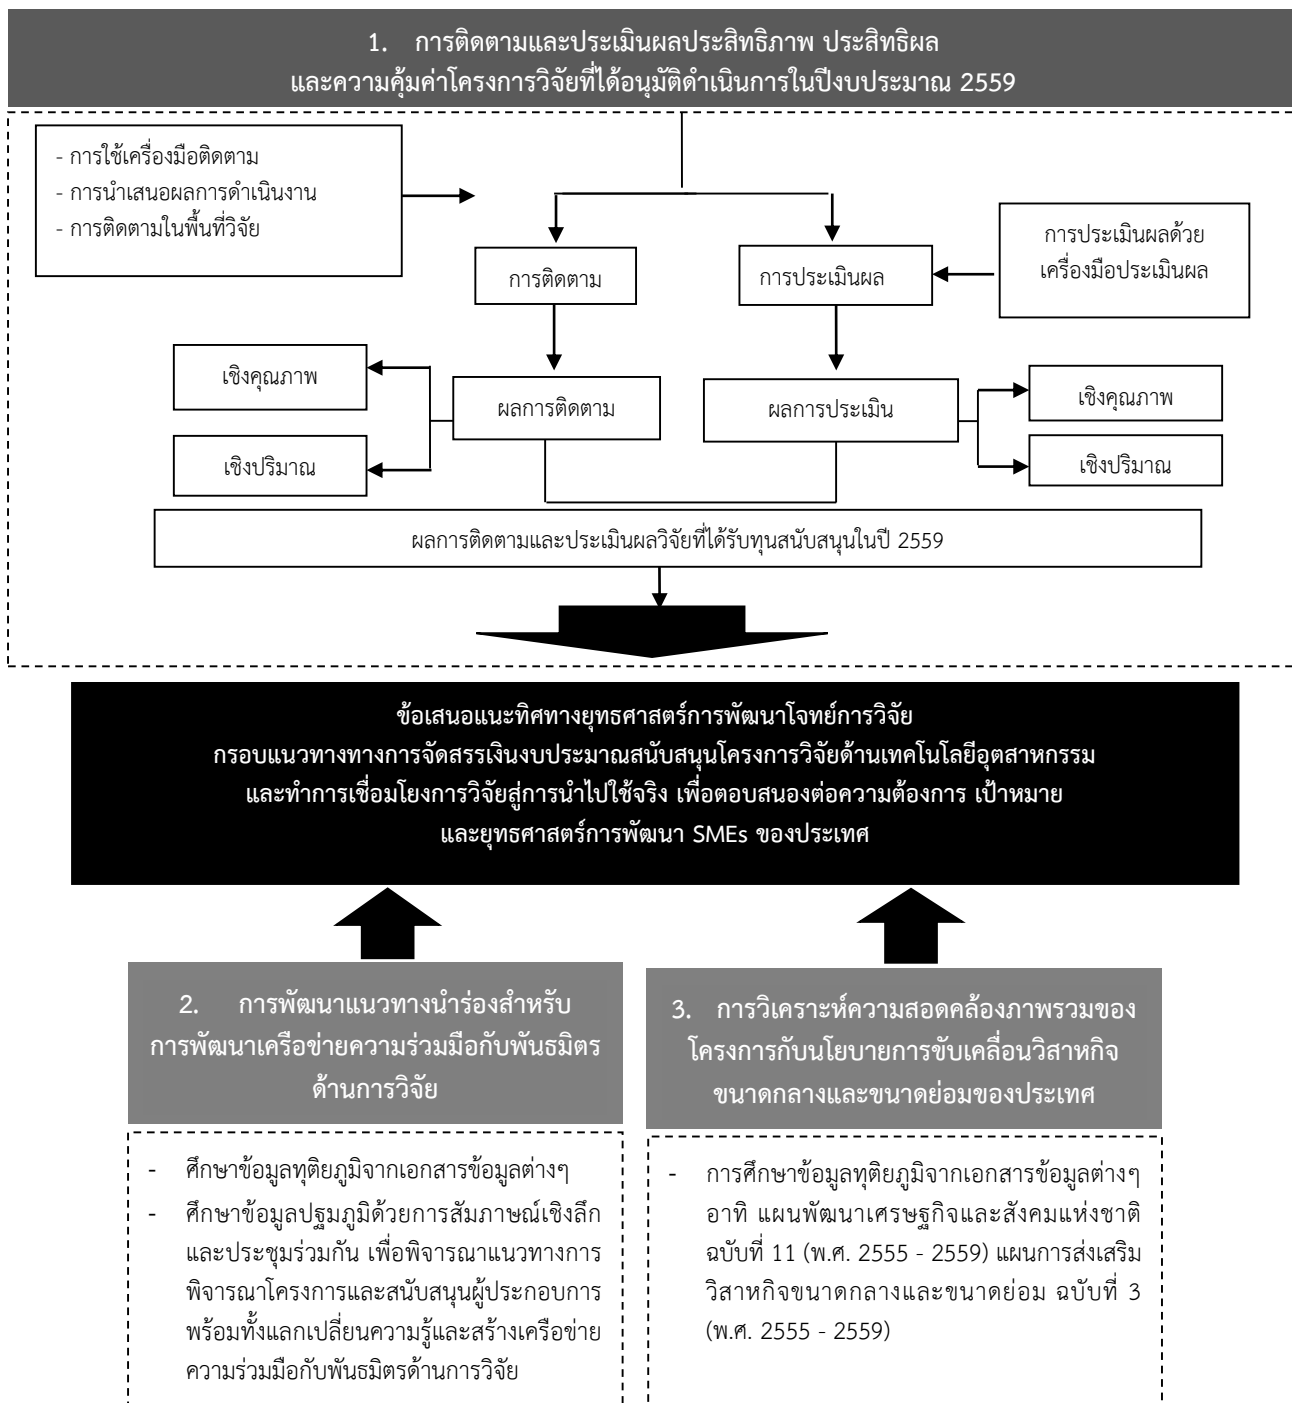 1. การติดตามและประเมินผลประสิทธิภาพ ประสิทธิผล
และความคุ้มค่าโครงการวิจัยที่ได้อนุมัติดำเนินการในปีงบประมาณ 2559
- การใช้เครื่องมือติดตาม
- การนำเสนอผลการดำเนินงาน
- การติดตามในพื้นที่วิจัย
การติดตาม
การประเมินผล
การประเมินผลด้วย
เครื่องมือประเมินผล
เชิงคุณภาพ
ผลการติดตาม
ผลการประเมิน
เชิงคุณภาพ
เชิงปริมาณ
เชิงปริมาณ
ผลการติดตามและประเมินผลวิจัยที่ได้รับทุนสนับสนุนในปี 2559
ข้อเสนอแนะทิศทางยุทธศาสตร์การพัฒนาโจทย์การวิจัย
กรอบแนวทางทางการจัดสรรเงินงบประมาณสนับสนุนโครงการวิจัยด้านเทคโนโลยีอุตสาหกรรม
และทำการเชื่อมโยงการวิจัยสู่การนำไปใช้จริง เพื่อตอบสนองต่อความต้องการ เป้าหมาย
และยุทธศาสตร์การพัฒนา SMEs ของประเทศ
2. การพัฒนาแนวทางนำร่องสำหรับ
การพัฒนาเครือข่ายความร่วมมือกับพันธมิตร
ด้านการวิจัย
- ศึกษาข้อมูลทุติยภูมิจากเอกสารข้อมูลต่างๆ
- ศึกษาข้อมูลปฐมภูมิด้วยการสัมภาษณ์เชิงลึก
และประชุมร่วมกัน เพื่อพิจารณาแนวทางการ
พิจารณาโครงการและสนับสนุนผู้ประกอบการ
พร้อมทั้งแลกเปลี่ยนความรู้และสร้างเครือข่าย
ความร่วมมือกับพันธมิตรด้านการวิจัย
3. การวิเคราะห์ความสอดคล้องภาพรวมของ
โครงการกับนโยบายการขับเคลื่อนวิสาหกิจ
ขนาดกลางและขนาดย่อมของประเทศ
- การศึกษาข้อมูลทุติยภูมิจากเอกสารข้อมูลต่างๆ
อาทิ แผนพัฒนาเศรษฐกิจและสังคมแห่งชาติ
ฉบับที่ 11 (พ.ศ. 2555 - 2559) แผนการส่งเสริม
วิสาหกิจขนาดกลางและขนาดย่อม ฉบับที่ 3
(พ.ศ. 2555 - 2559)